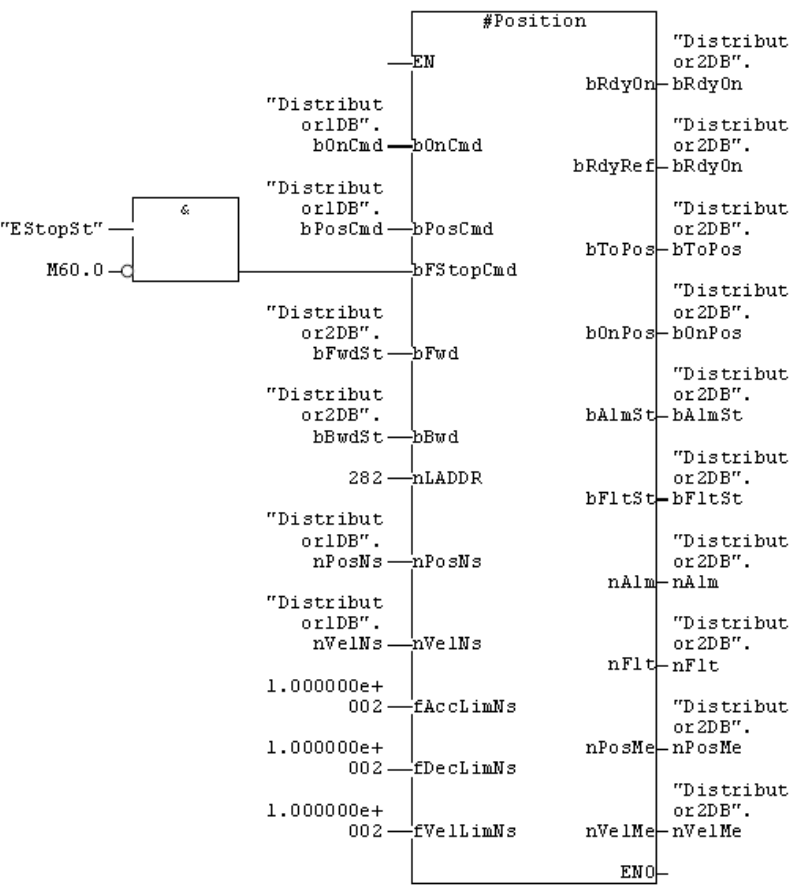 #Position
"Distribut
EN
or2DB".
bRdyOn
bRdyOn
"Distribut
or1DB".
bOnCmd
bOnCmd
"Distribut
or2DB".
bRdyRef
bRdyOn
"Distribut
or1DB".
bPosCmd
bPosCmd
"Distribut
or2DB".
bToPos
bToPos
&
"EStopSt"
M60.0
bFStopCmd
"Distribut
or2DB".
bFwdSt
bFwd
"Distribut
or2DB".
bOnPos
bOnPos
"Distribut
or2DB".
bBwdSt
bBwd
"Distribut
or2DB".
bAlmSt
bAlmSt
282
nLADDR
"Distribut
or2DB".
bFltSt
bFltSt
"Distribut
or1DB".
nPosNs
nPosNs
"Distribut
or2DB".
nAlm
nAlm
"Distribut
or1DB".
nVelNs
nVelNs
"Distribut
or2DB".
nFlt
nFlt
1.000000e+
002
fAccLimNs
"Distribut
or2DB".
nPosMe
nPosMe
1.000000e+
002
fDecLimNs
1.000000e+
002
fVelLimNs
"Distribut
or2DB".
nVelMe
nVelMe
ENO